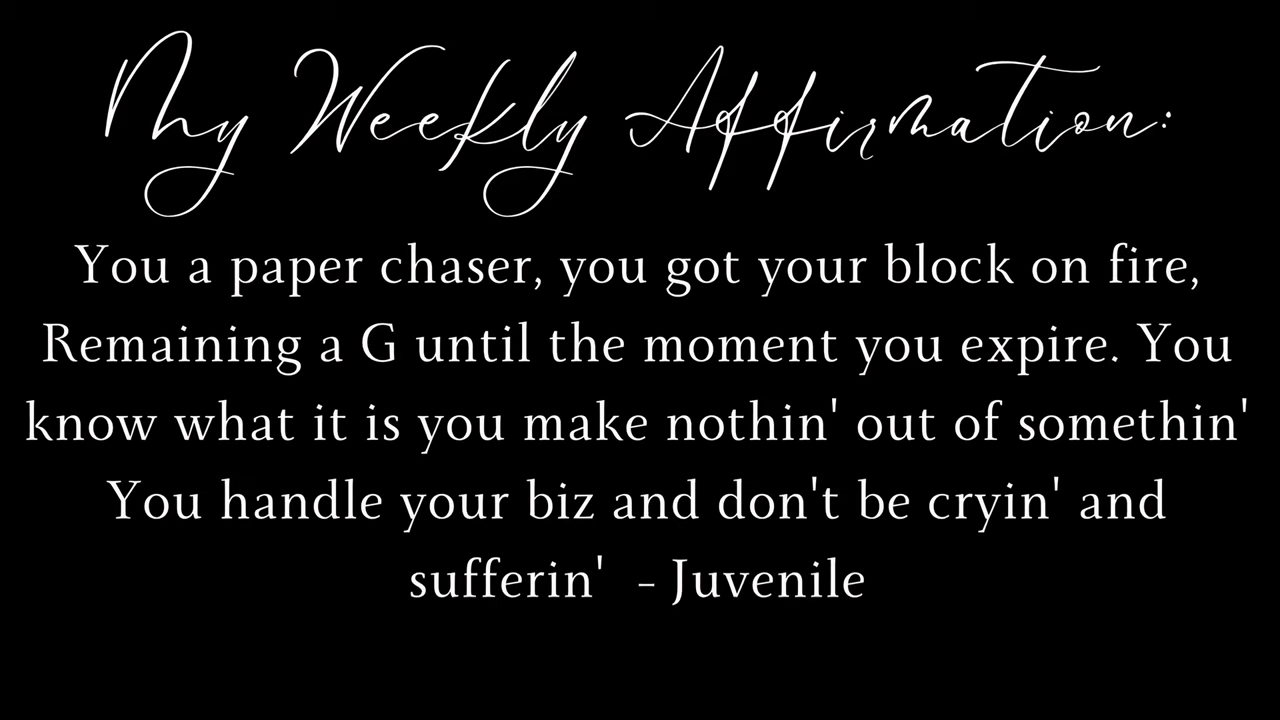 My Weekly Affirmation:
You a paper chaser, you got your block on fire,
Remaining a G until the moment you expire. You
know what it is you make nothin' out of somethin'
You handle your biz and don't be cryin' and
sufferin' - Juvenile